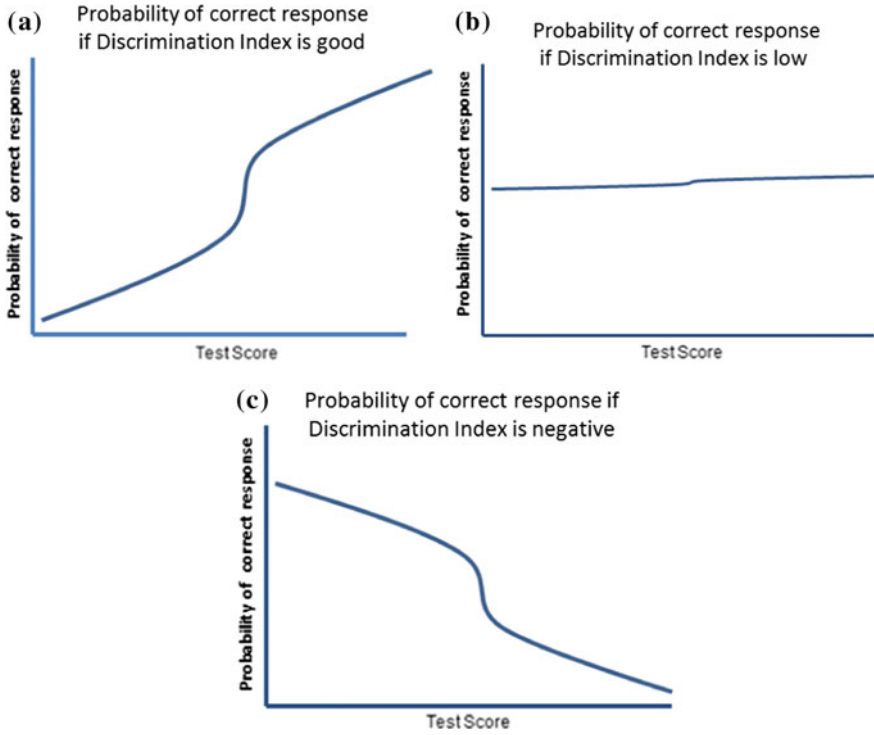 (a) Probability of correct response
if Discrimination Index is good
Probability of correct response
Test Score
(b) Probability of correct response
if Discrimination Index is low
Probability of correct response
Test Score
(c) Probability of correct response if
Discrimination Index is negative
Probability of correct response
Test Score